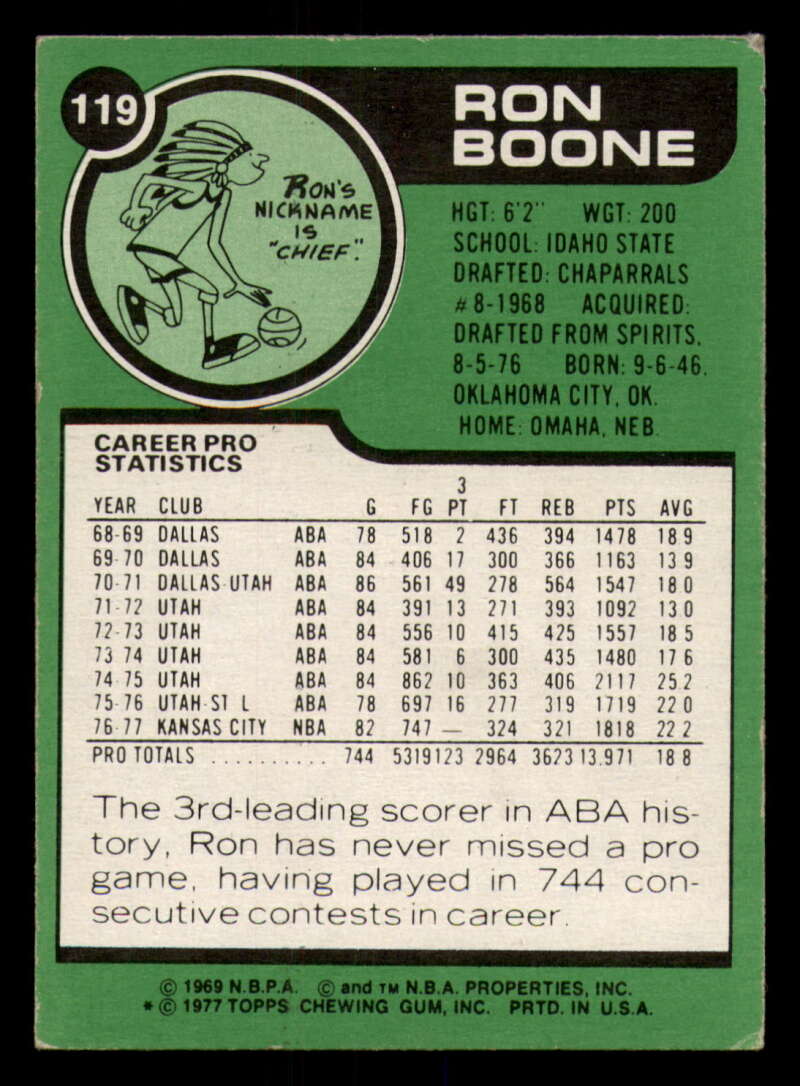 119
RON
BOONE
RON'S
NICKNAME
IS
"CHIEF."
HGT: 6'2" WGT: 200
SCHOOL: IDAHO STATE
DRAFTED: CHAPARRALS
#8-1968 ACQUIRED:
DRAFTED FROM SPIRITS,
8-5-76 BORN: 9-6-46,
OKLAHOMA CITY, OK.
HOME: OMAHA, NEB.
CAREER PRO
STATISTICS
YEAR CLUB G FG 3 PT FT REB PTS AVG
68-69 DALLAS ABA 78 518 2 436 394 1478 18.9
69-70 DALLAS ABA 84 406 17 300 366 1163 13.9
70-71 DALLAS-UTAH ABA 86 561 49 278 564 1547 18.0
71-72 UTAH ABA 84 391 13 271 393 1092 13.0
72-73 UTAH ABA 84 556 10 415 425 1557 18.5
73-74 UTAH ABA 84 581 6 300 435 1480 17.6
74-75 UTAH ABA 84 862 10 363 406 2117 25.2
75-76 UTAH-ST L ABA 78 697 16 277 319 1719 22.0
76-77 KANSAS CITY NBA 82 747 — 324 321 1818 22.2
PRO TOTALS .......... 744 5319 123 2964 3623 13,971 18.8
The 3rd-leading scorer in ABA his-
tory, Ron has never missed a pro
game, having played in 744 con-
secutive contests in career.
© 1969 N.B.P.A. © and TM N.B.A. PROPERTIES, INC.
*© 1977 TOPPS CHEWING GUM, INC. PRTD. IN U.S.A.